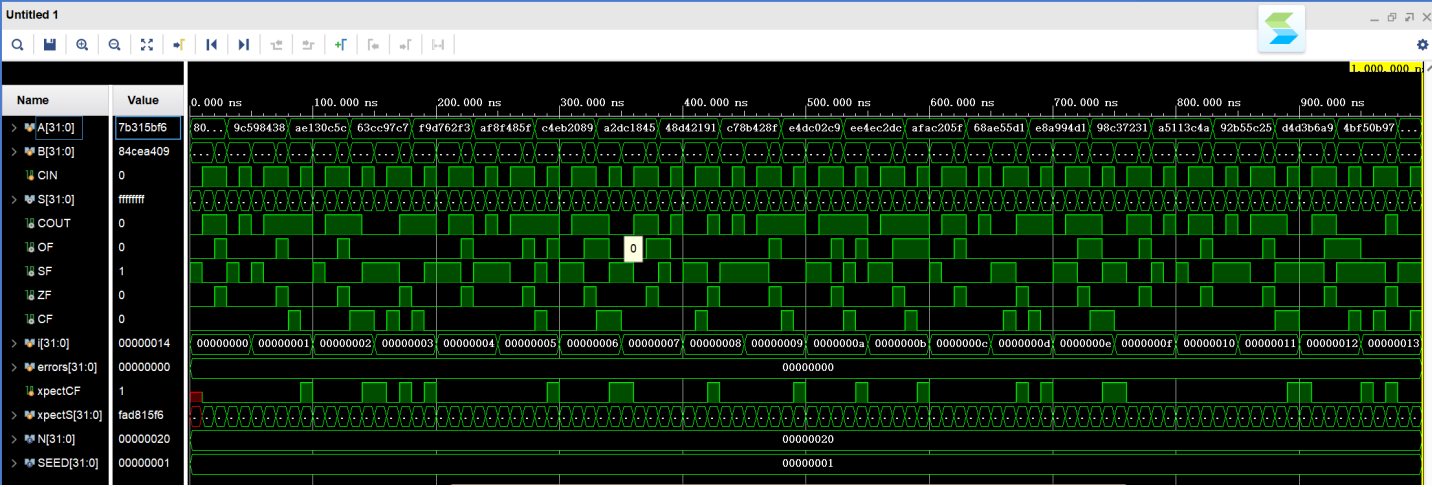 Untitled 1
1,000,000 p
Name Value
0.000 ns 100.000 ns 200.000 ns 300.000 ns 400.000 ns 500.000 ns 600.000 ns 700.000 ns 800.000 ns 900.000 ns
A[31:0] 7b315bf6 80... 9c598438 ae130c5c 63cc97c7 f9d762f3 af8f485f c4eb2089 a2dc1845 48d42191 c78b428f e4dc02c9 ee4ec2dc afac205f 68ae55d1 e8a994d1 98c37231 a5113c4a 92b55c25 d4d3b6a9 4bf50b97 ...
B[31:0] 84cea409
CIN 0
S[31:0] ffffffff
COUT 0
OF 0 0
SF 1
ZF 0
CF 0
i[31:0] 00000014 00000000 00000001 00000002 00000003 00000004 00000005 00000006 00000007 00000008 00000009 0000000a 0000000b 0000000c 0000000d 0000000e 0000000f 00000010 00000011 00000012 00000013
errors[31:0] 00000000 00000000
xpectCF 1
xpectS[31:0] fad815f6
N[31:0] 00000020 00000020
SEED[31:0] 00000001 00000001